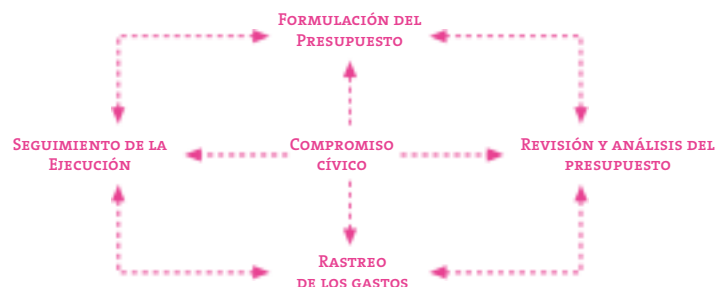 Formulación del
Presupuesto
Seguimiento de la
Ejecución
Compromiso
cívico
Revisión y análisis del
presupuesto
Rastreo
de los gastos